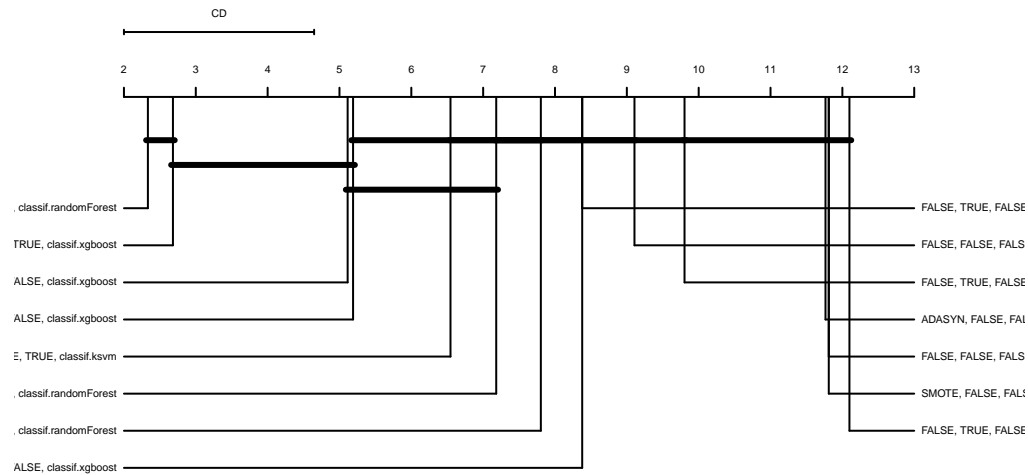 CD
2 3 4 5 6 7 8 9 10 11 12 13
, classif.randomForest
TRUE, classif.xgboost
ALSE, classif.xgboost
ALSE, classif.xgboost
E, TRUE, classif.ksvm
, classif.randomForest
, classif.randomForest
ALSE, classif.xgboost
FALSE, TRUE, FALSE
FALSE, FALSE, FALS
FALSE, TRUE, FALSE
ADASYN, FALSE, FAL
FALSE, FALSE, FALS
SMOTE, FALSE, FALS
FALSE, TRUE, FALSE